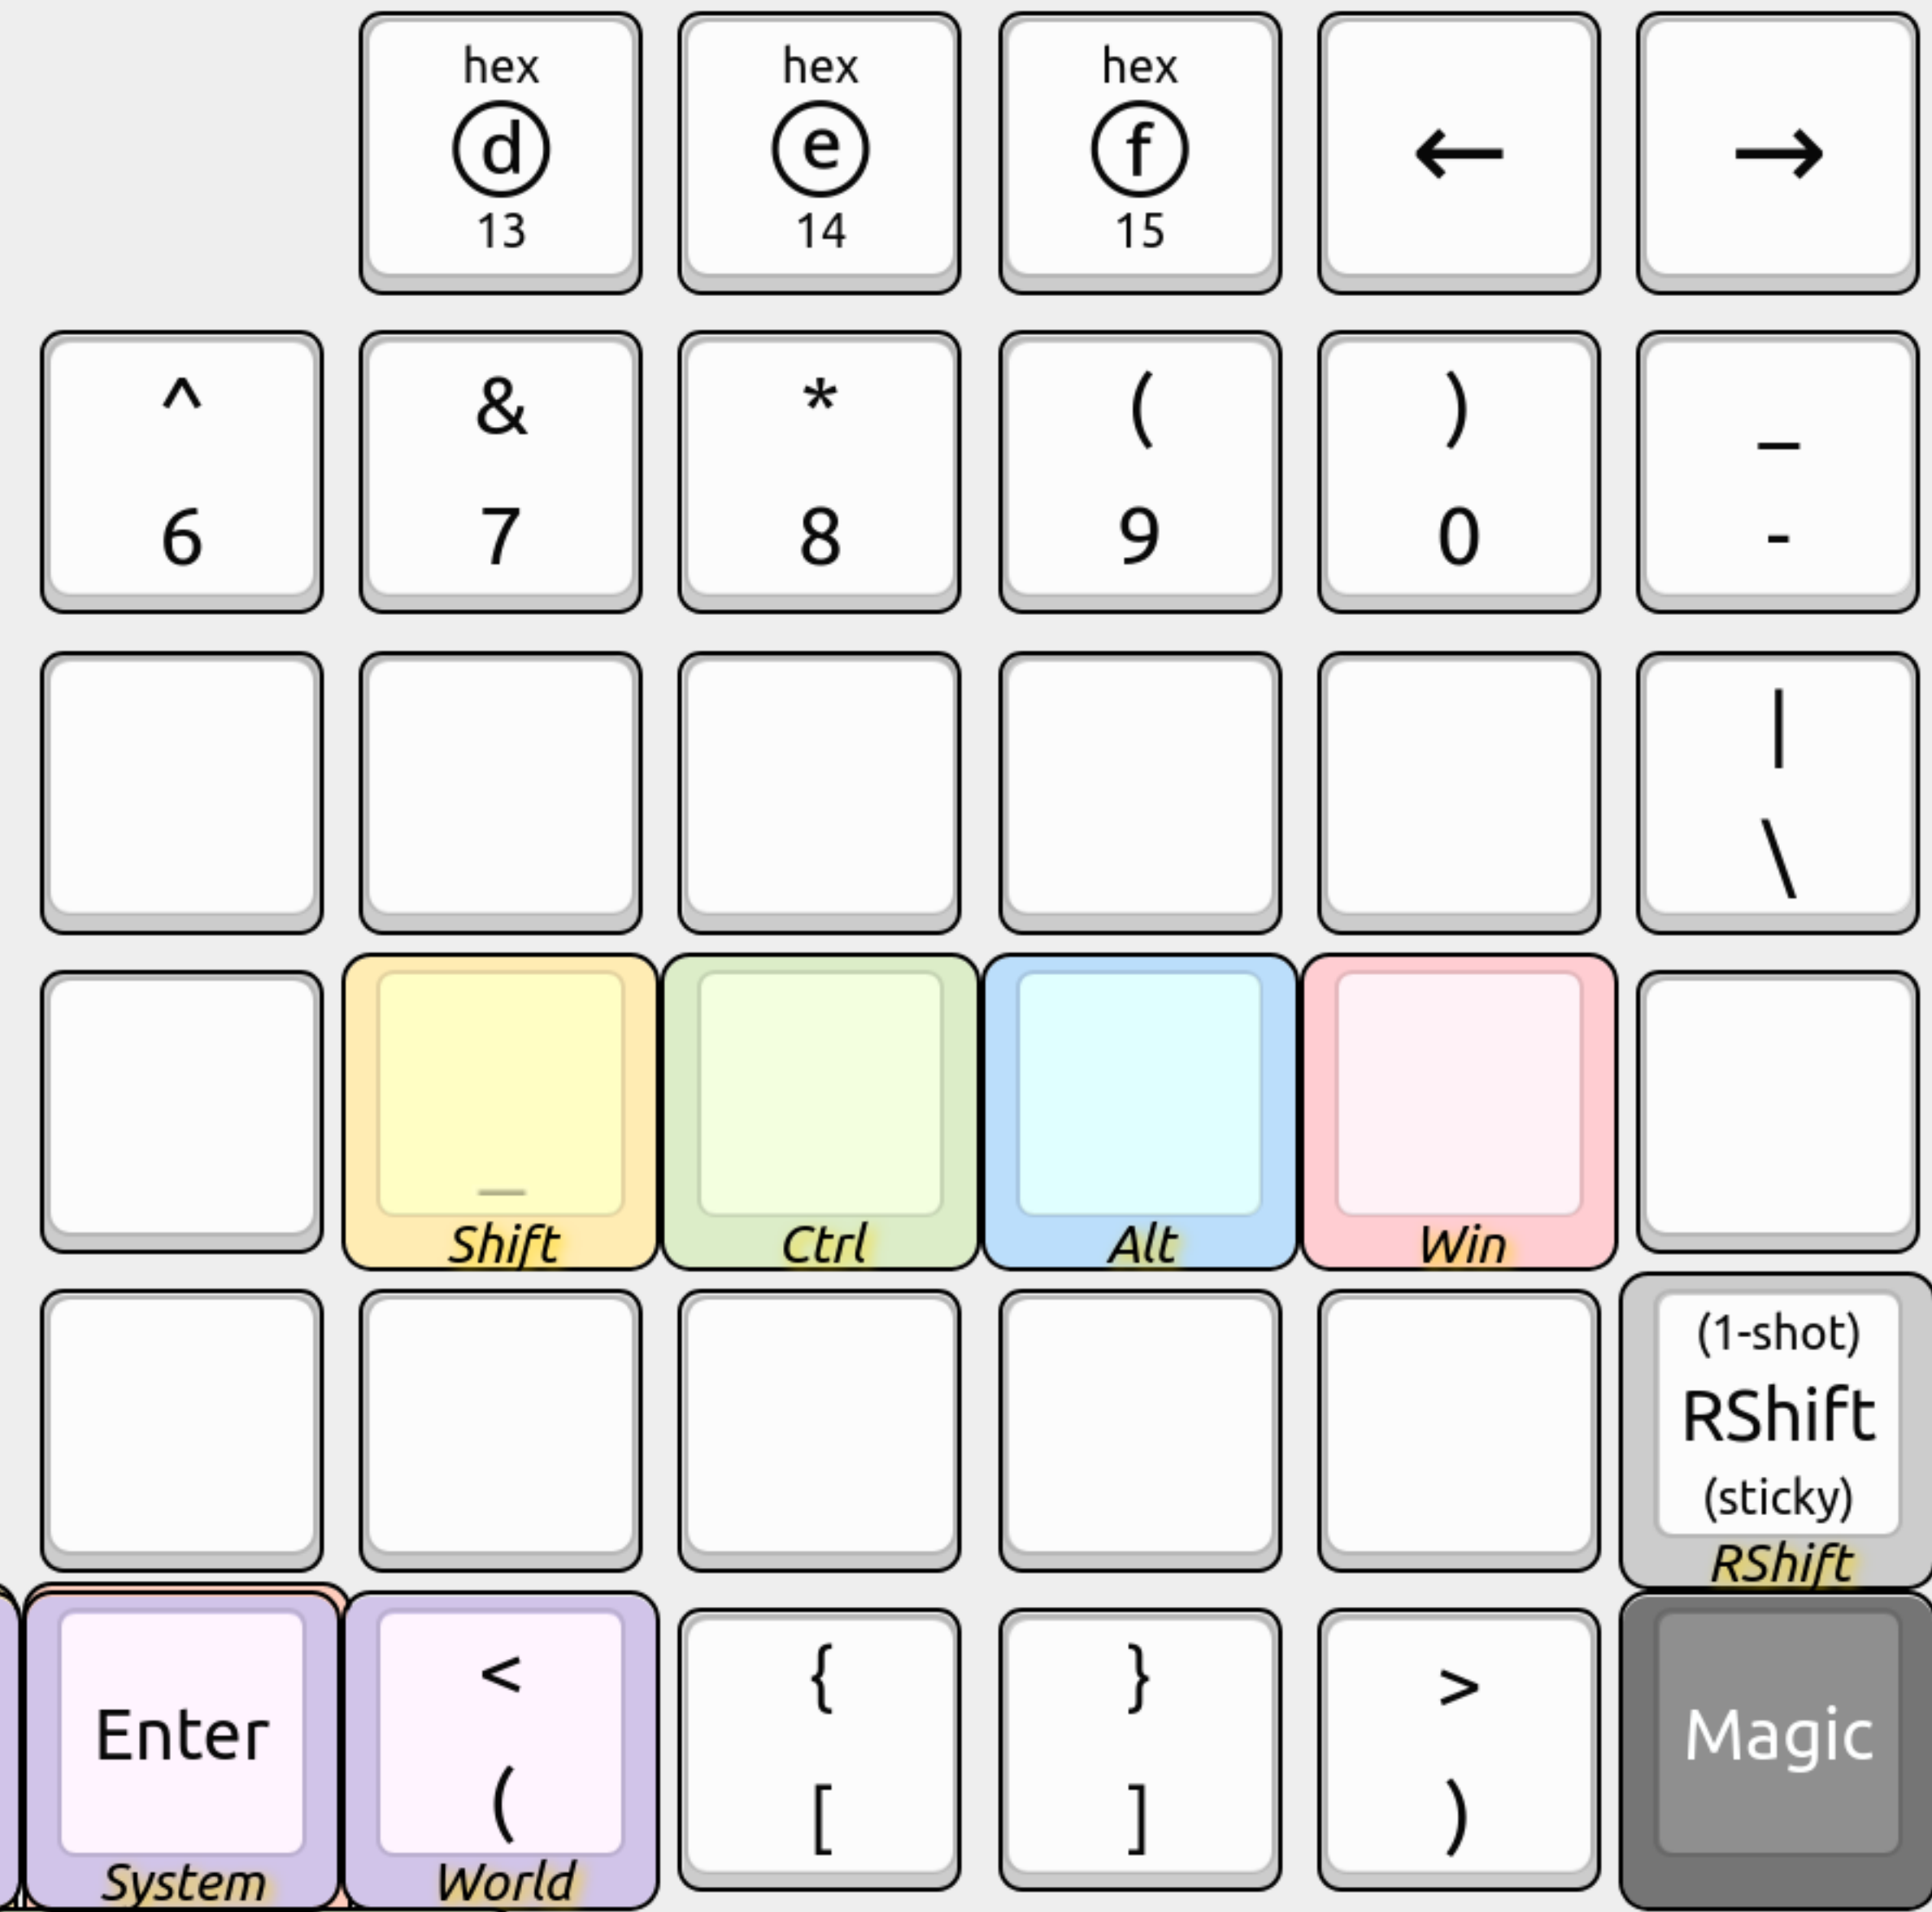 hex hex hex
ⓓ ⓔ ⓕ ← →
13 14 15
^ & * ( ) _
6 7 8 9 0 -
|
\
_
Shift Ctrl Alt Win
(1-shot)
RShift
(sticky)
RShift
< { } >
Enter Magic
( [ ] )
System World